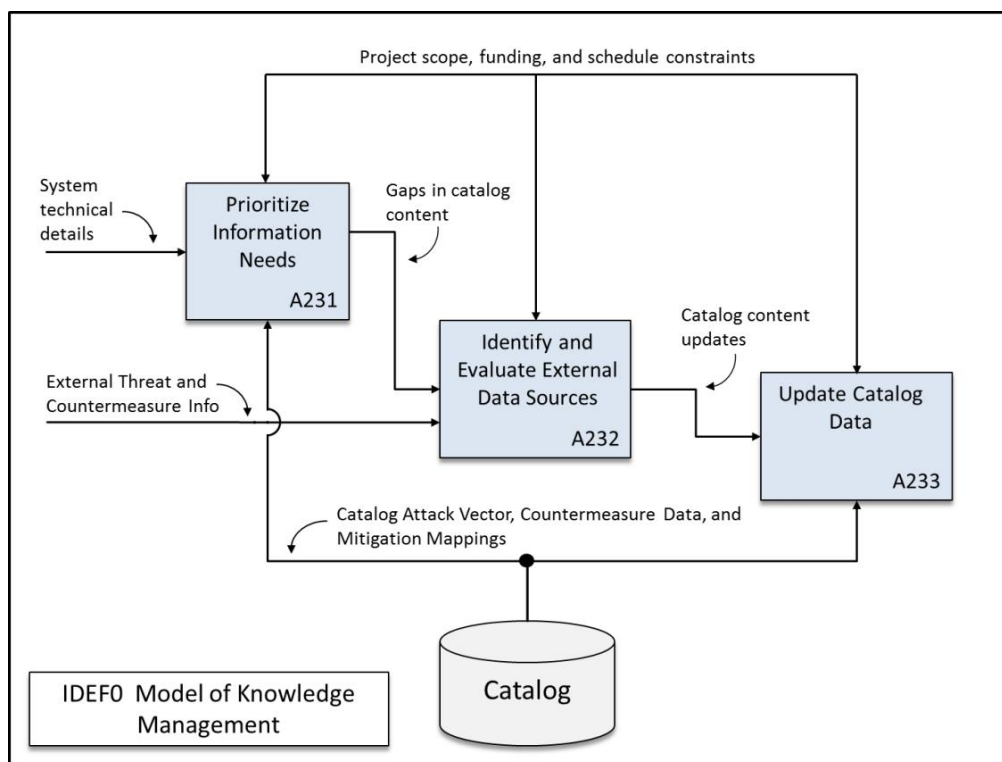 Project scope, funding, and schedule constraints
System
technical
details
Prioritize
Information
Needs
A231
Gaps in catalog
content
External Threat and
Countermeasure Info
Identify and
Evaluate External
Data Sources
A232
Catalog content
updates
Update Catalog
Data
A233
Catalog Attack Vector, Countermeasure Data, and
Mitigation Mappings
Catalog
IDEF0 Model of Knowledge
Management